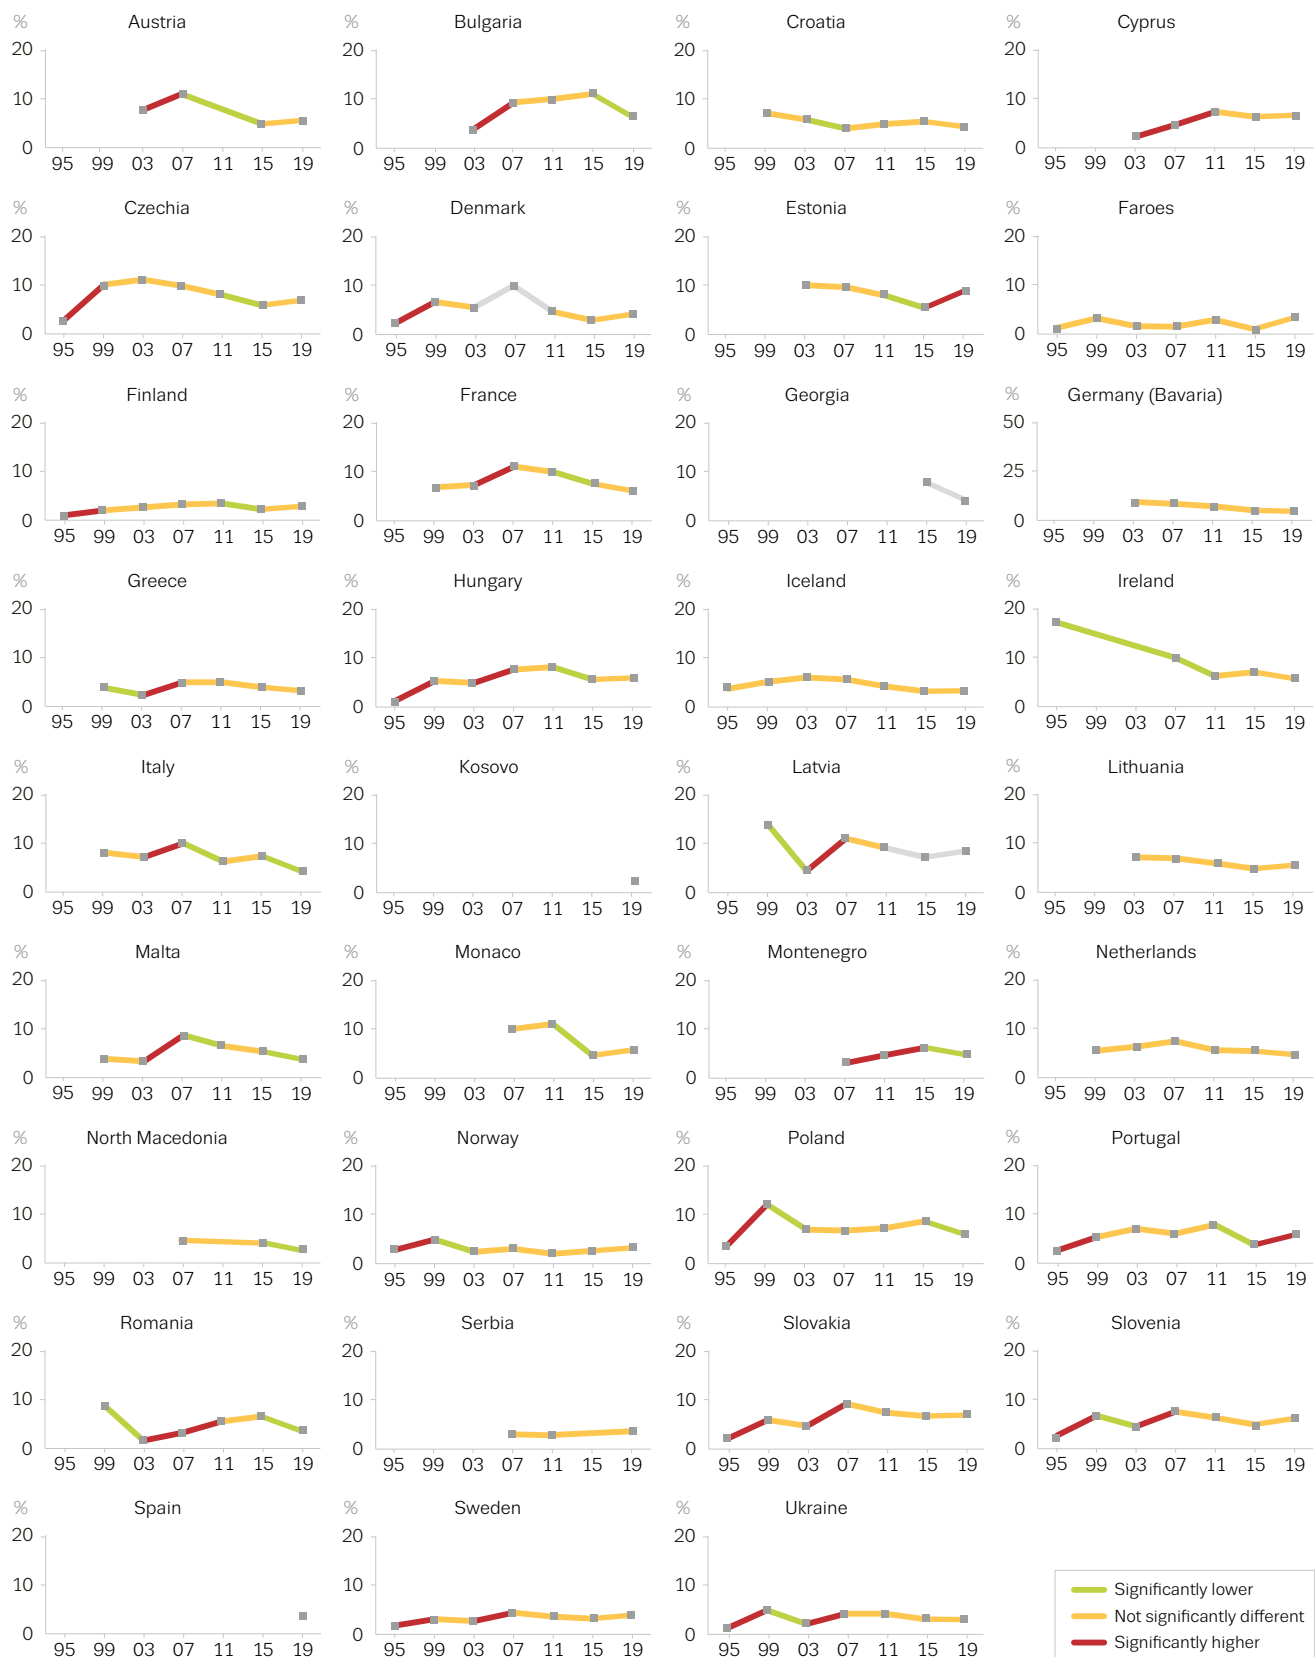 % Austria % Bulgaria % Croatia % Cyprus
20 20 20 20
10 10 10 10
0 0 0 0
95 99 03 07 11 15 19 95 99 03 07 11 15 19 95 99 03 07 11 15 19 95 99 03 07 11 15 19
% Czechia % Denmark % Estonia % Faroes
20 20 20 20
10 10 10 10
0 0 0 0
95 99 03 07 11 15 19 95 99 03 07 11 15 19 95 99 03 07 11 15 19 95 99 03 07 11 15 19
% Finland % France % Georgia % Germany (Bavaria)
20 20 20 50
10 10 10 25
0 0 0 0
95 99 03 07 11 15 19 95 99 03 07 11 15 19 95 99 03 07 11 15 19 95 99 03 07 11 15 19
% Greece % Hungary % Iceland % Ireland
20 20 20 20
10 10 10 10
0 0 0 0
95 99 03 07 11 15 19 95 99 03 07 11 15 19 95 99 03 07 11 15 19 95 99 03 07 11 15 19
% Italy % Kosovo % Latvia % Lithuania
20 20 20 20
10 10 10 10
0 0 0 0
95 99 03 07 11 15 19 95 99 03 07 11 15 19 95 99 03 07 11 15 19 95 99 03 07 11 15 19
% Malta % Monaco % Montenegro % Netherlands
20 20 20 20
10 10 10 10
0 0 0 0
95 99 03 07 11 15 19 95 99 03 07 11 15 19 95 99 03 07 11 15 19 95 99 03 07 11 15 19
% North Macedonia % Norway % Poland % Portugal
20 20 20 20
10 10 10 10
0 0 0 0
95 99 03 07 11 15 19 95 99 03 07 11 15 19 95 99 03 07 11 15 19 95 99 03 07 11 15 19
% Romania % Serbia % Slovakia % Slovenia
20 20 20 20
10 10 10 10
0 0 0 0
95 99 03 07 11 15 19 95 99 03 07 11 15 19 95 99 03 07 11 15 19 95 99 03 07 11 15 19
% Spain % Sweden % Ukraine
20 20 20
10 10 10
0 0 0
95 99 03 07 11 15 19 95 99 03 07 11 15 19 95 99 03 07 11 15 19
Significantly lower
Not significantly different
Significantly higher